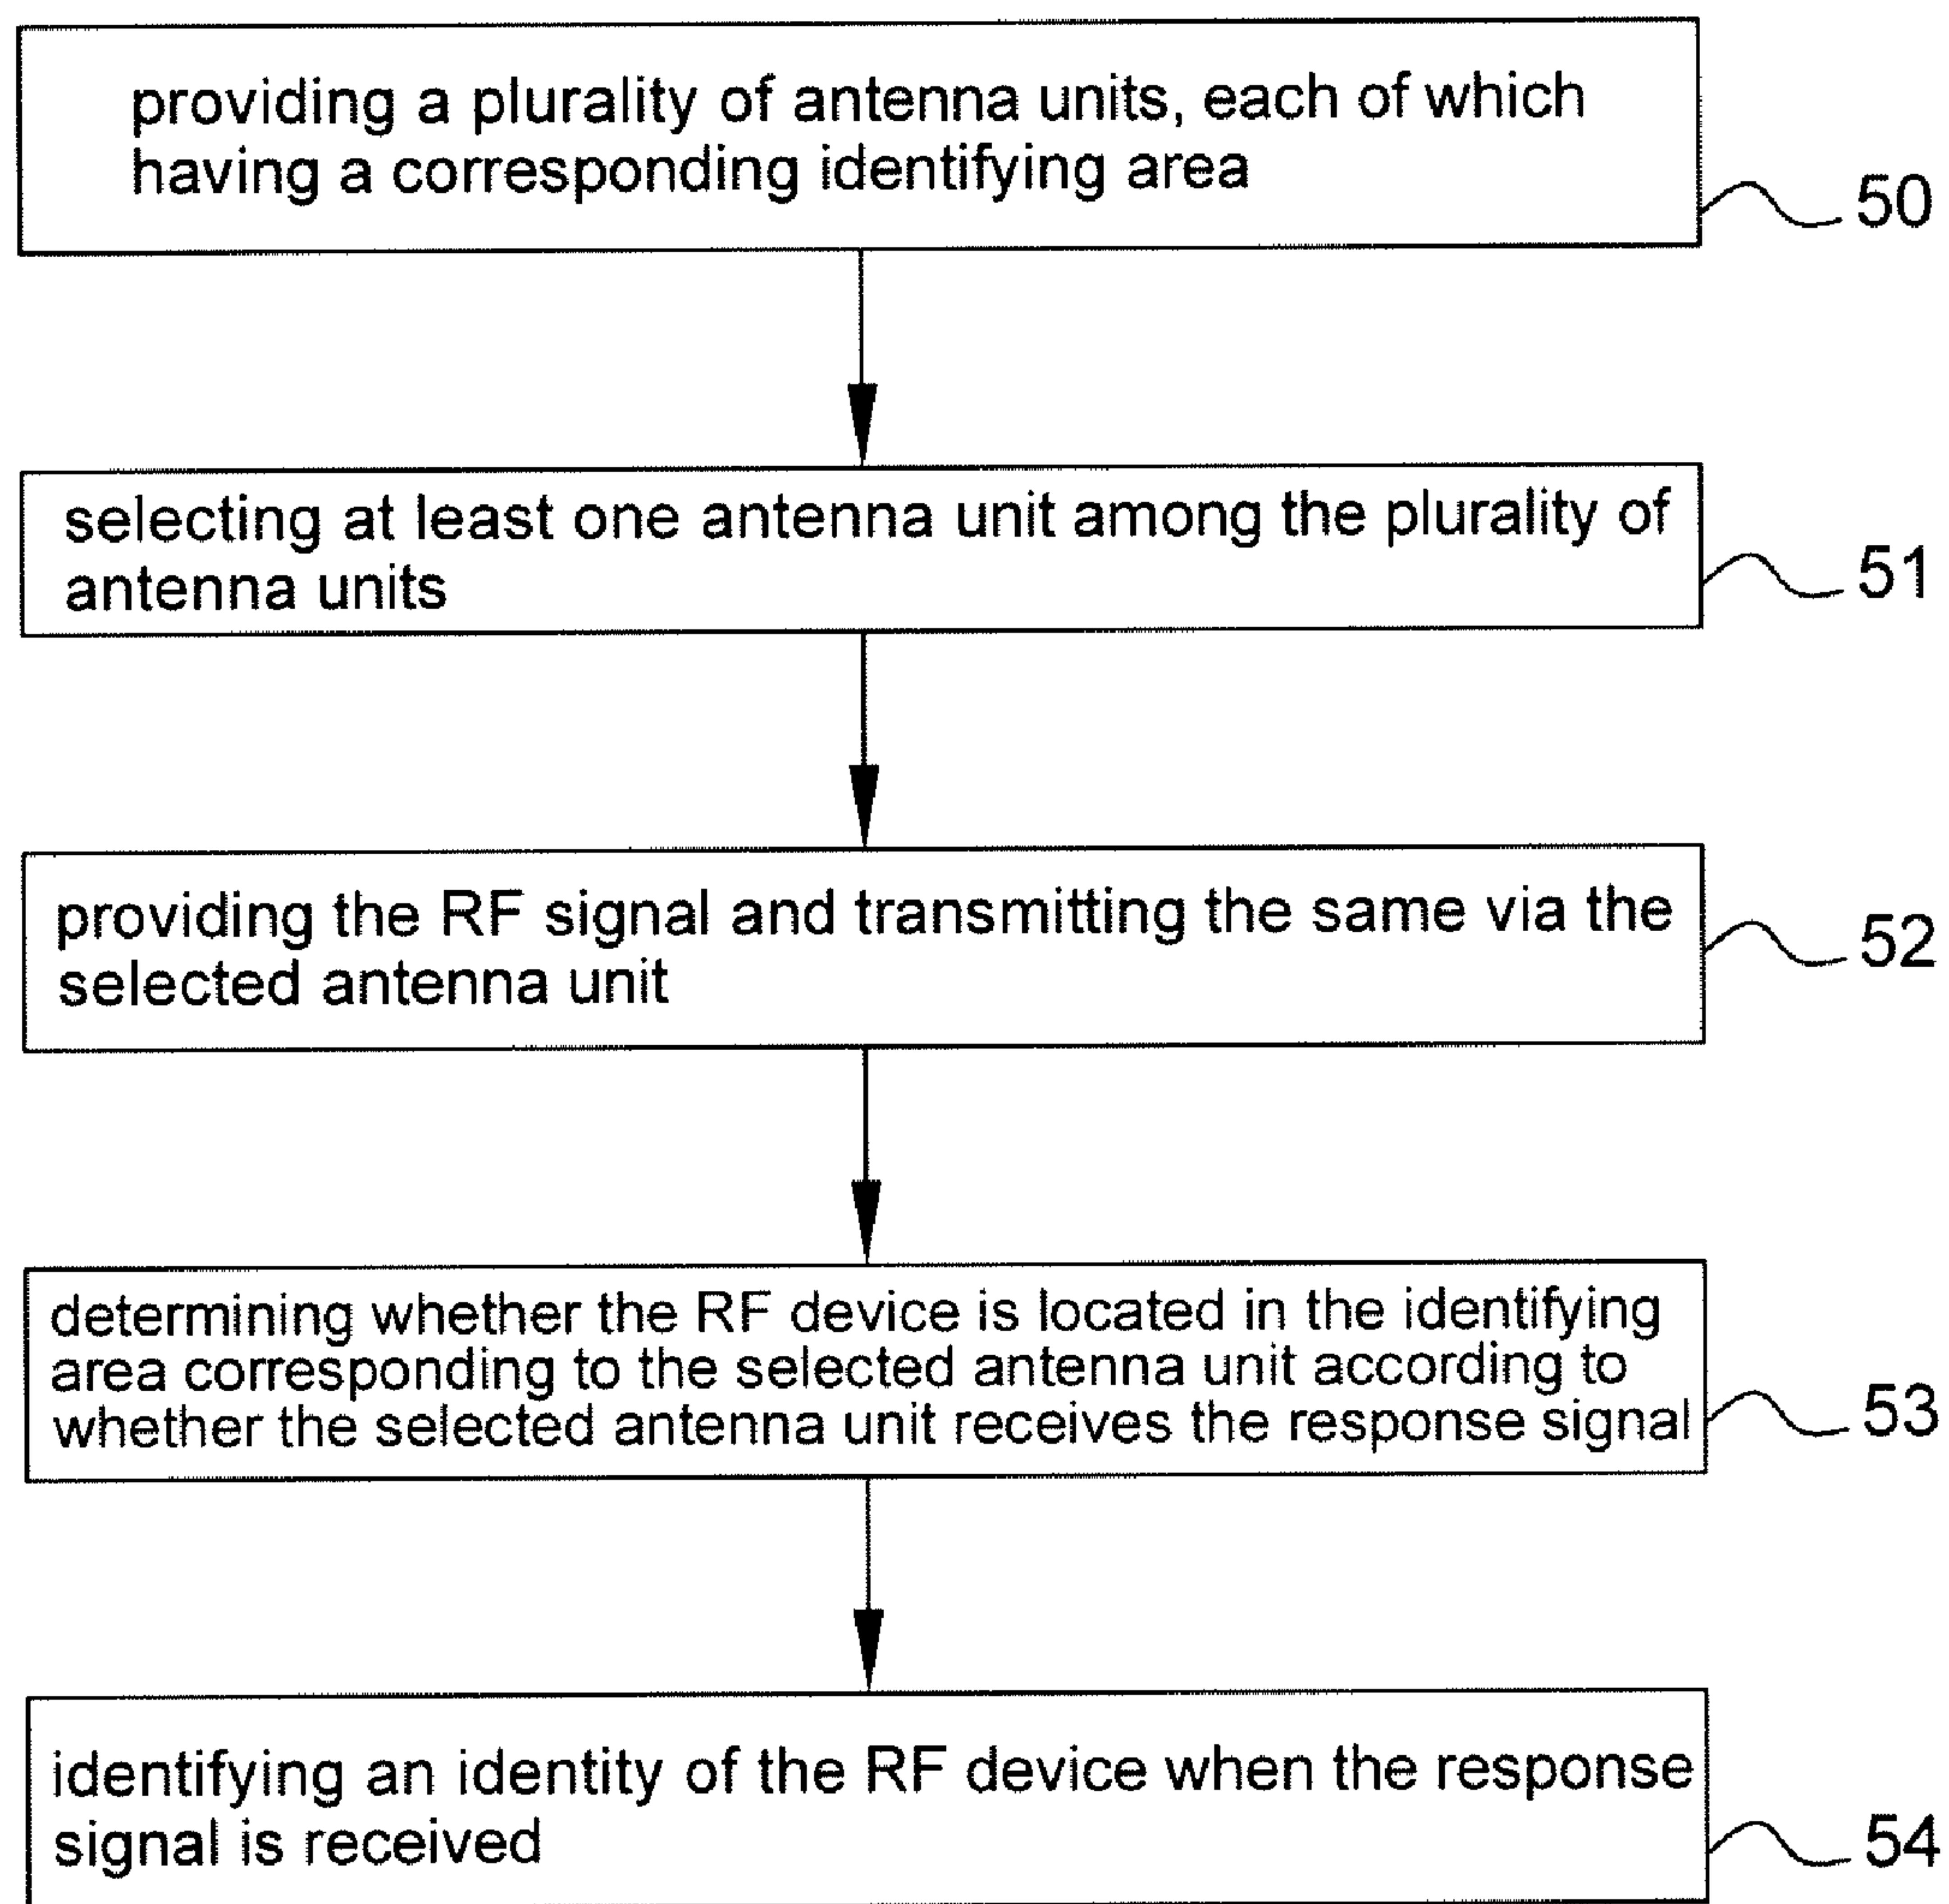 providing a plurality of antenna units, each of which
having a corresponding identifying area
50
selecting at least one antenna unit among the plurality of
antenna units
51
providing the RF signal and transmitting the same via the
selected antenna unit
52
determining whether the RF device is located in the identifying
area corresponding to the selected antenna unit according to
whether the selected antenna unit receives the response signal
53
identifying an identity of the RF device when the response
signal is received
54